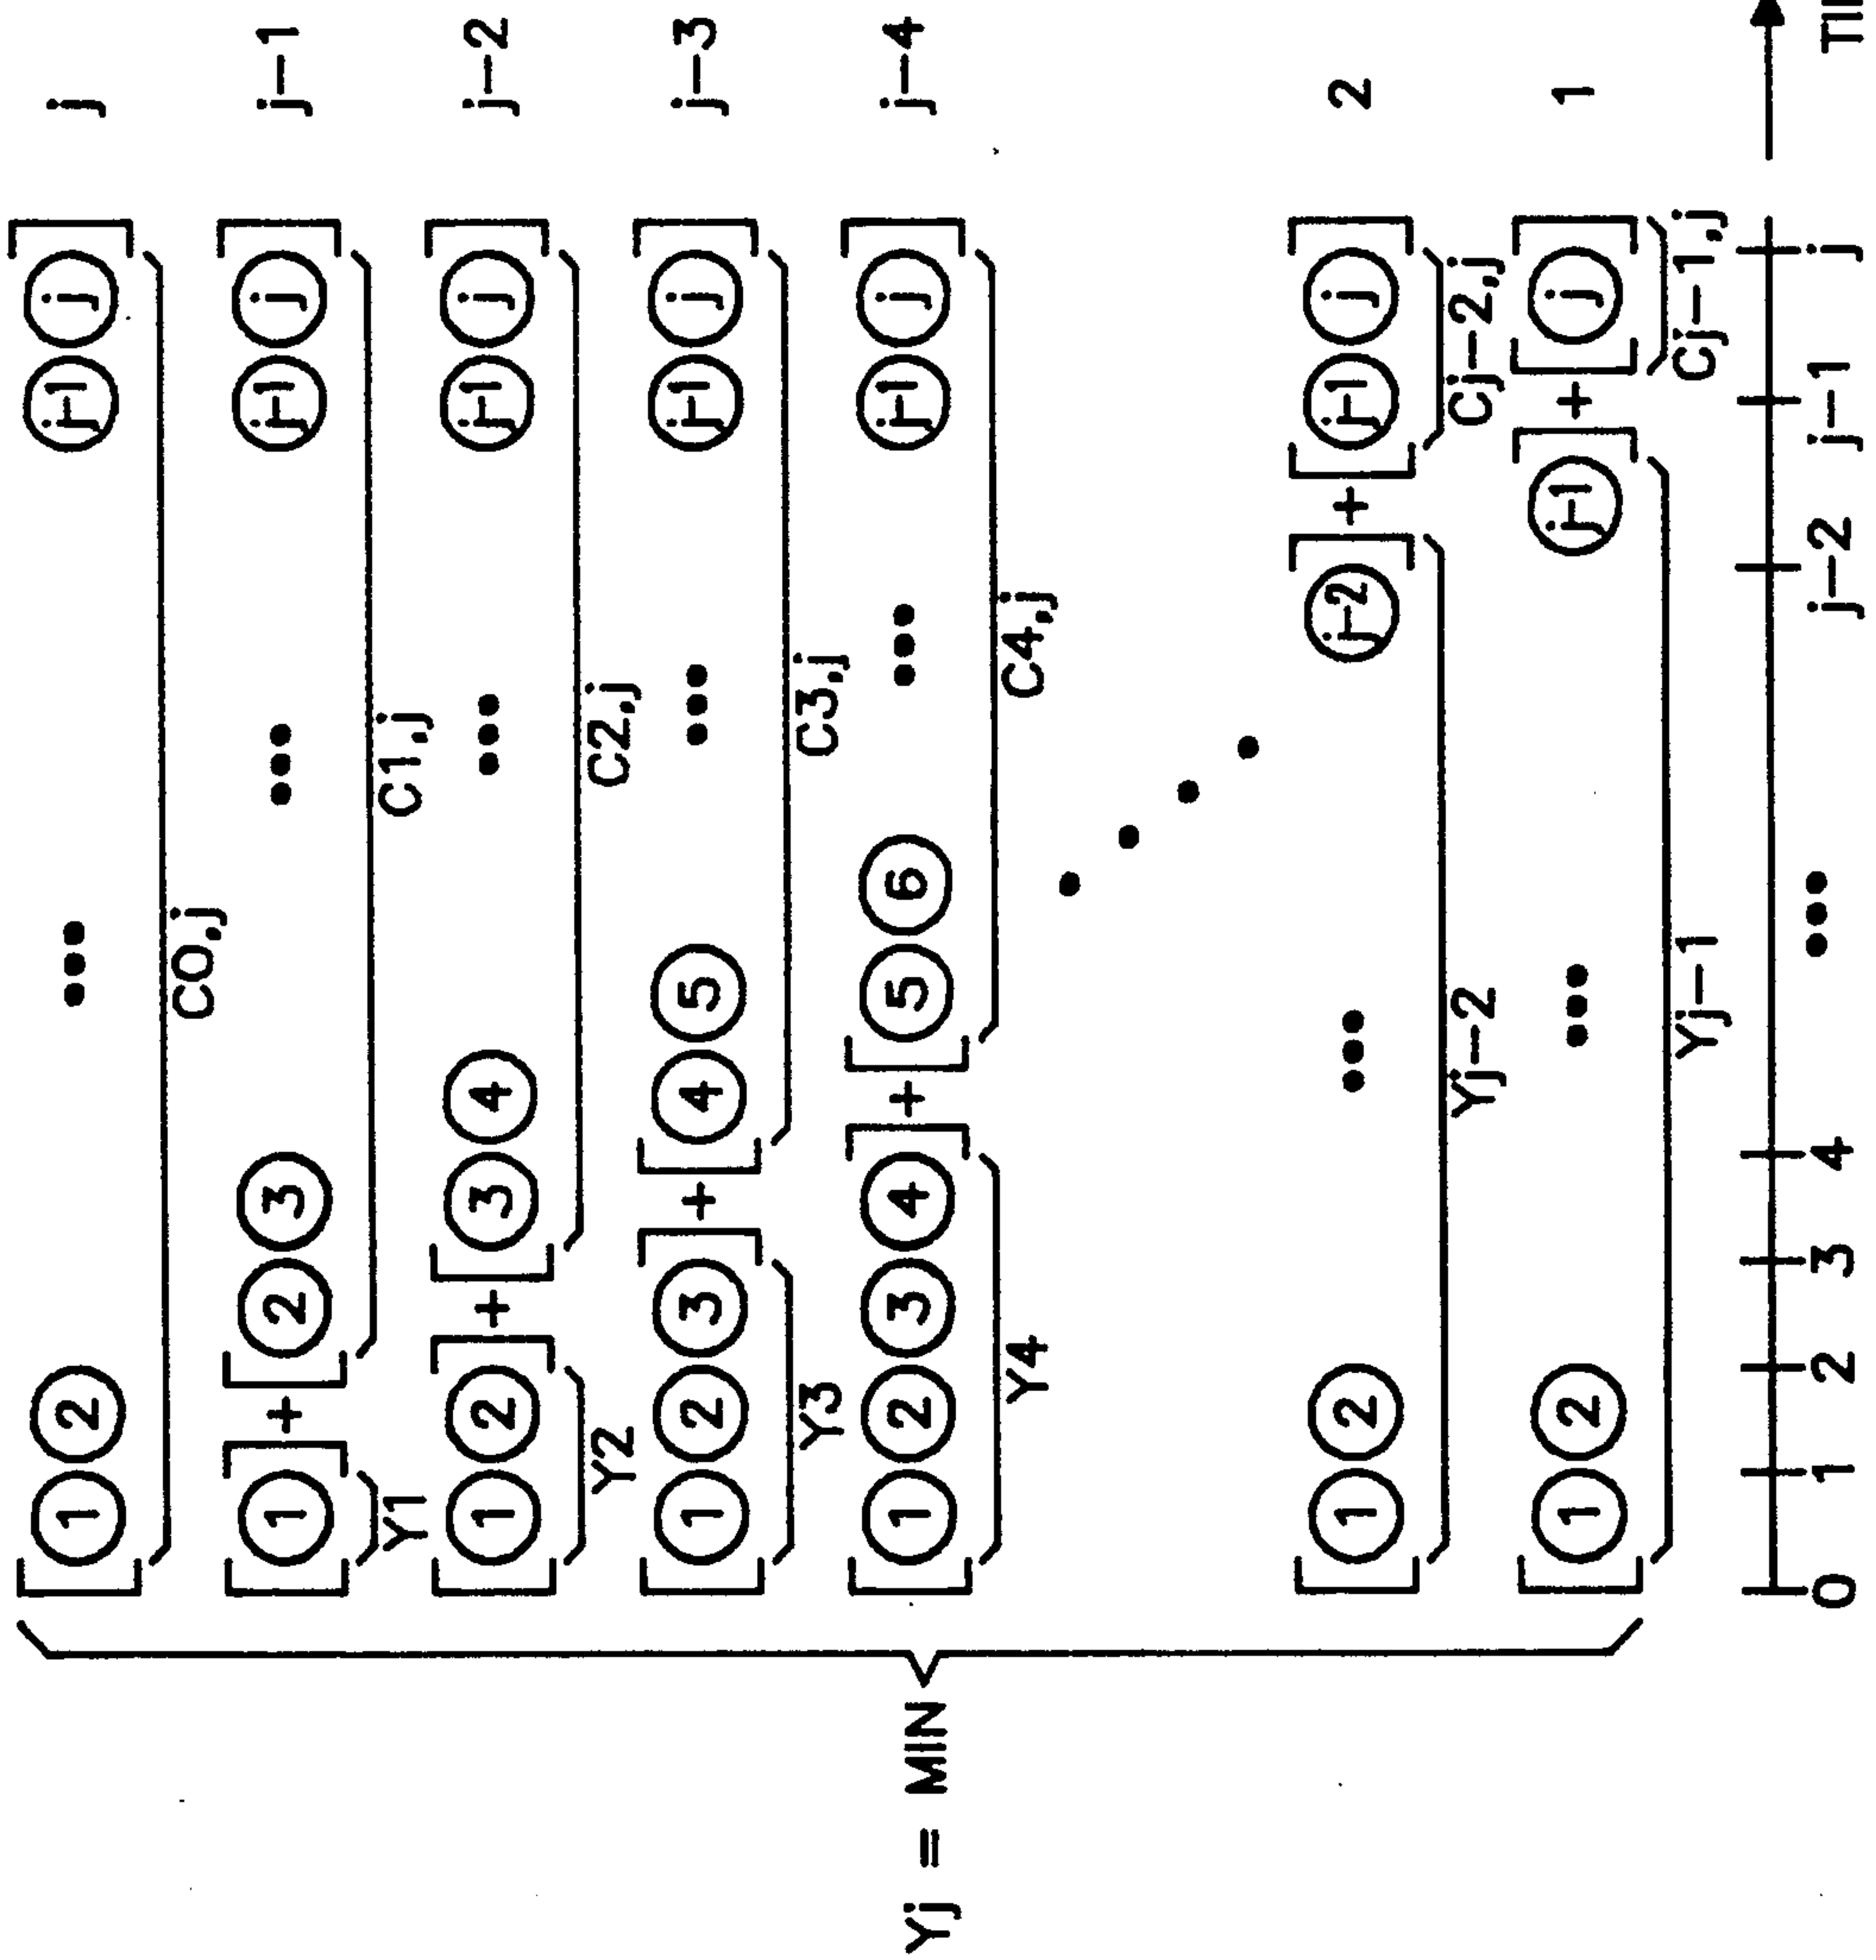 [1 2 ••• j-1 j] j
C0,j
[1] + [2 3 ••• j-1 j] j-1
Y1 C1,j
[1 2] + [3 4 ••• j-1 j] j-2
Y2 C2,j
[1 2 3] + [4 5 ••• j-1 j] j-3
Y3 C3,j
Yj = MIN [1 2 3 4] + [5 6 ••• j-1 j] j-4
Y4 C4,j
[1 2 ••• j-2] + [j-1 j] 2
Yj-2 Cj-2,j
[1 2 ••• j-1] + [j] 1
Yj-1 Cj-1,j
0 1 2 3 4 ••• j-2 j-1 j